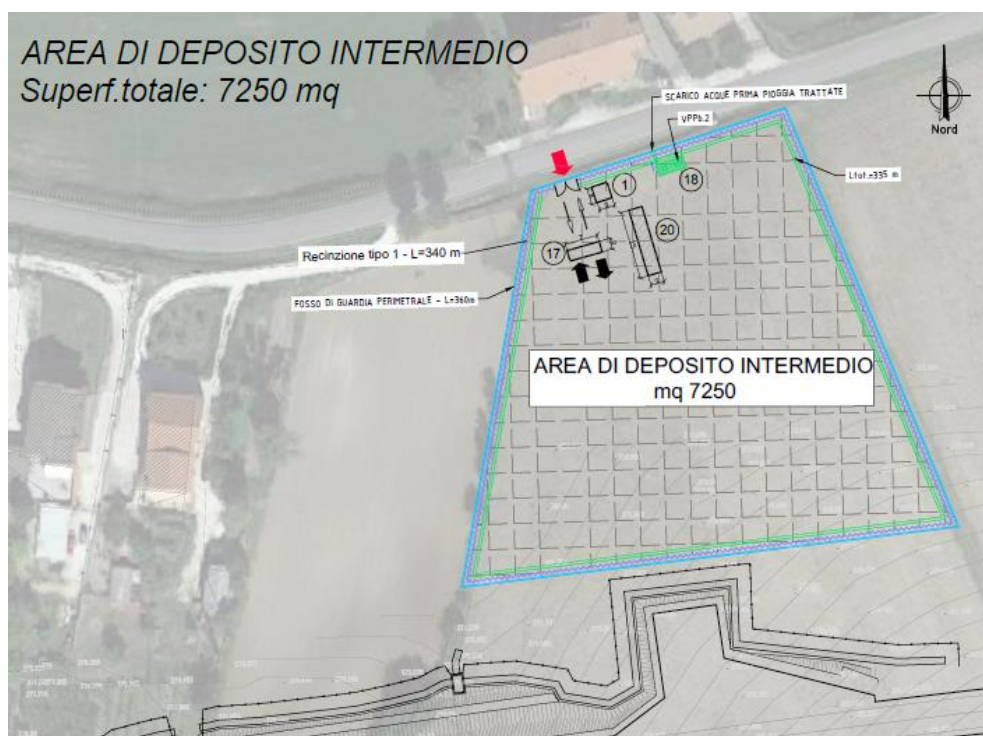 AREA DI DEPOSITO INTERMEDIO
Superf.totale: 7250 mq
SCARICO ACQUE PRIMA PIOGGIA TRATTATE
VPPb.2
Nord
Ltot.=335 m
1
18
20
17
Recinzione tipo 1 - L=340 m
FOSSO DI GUARDIA PERIMETRALE - L=360m
AREA DI DEPOSITO INTERMEDIO
mq 7250